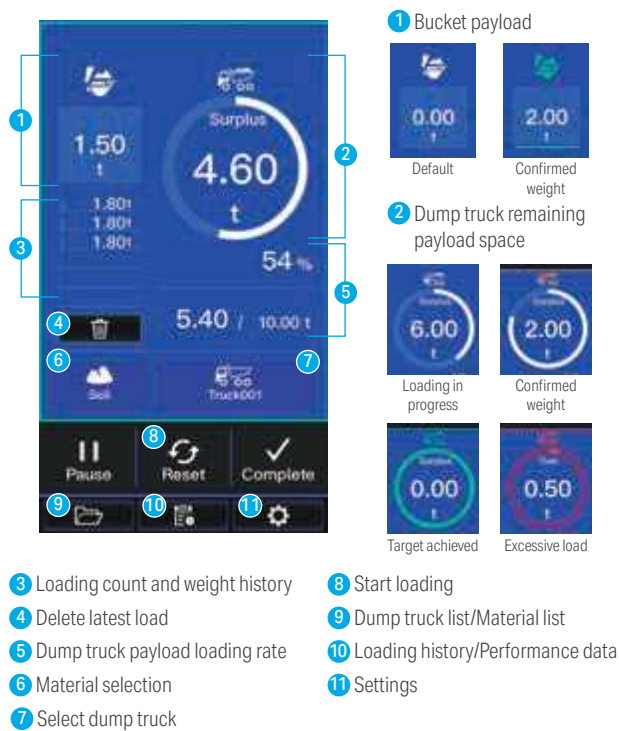 1 Bucket payload
0.00
t
Default
2.00
t
Confirmed
weight
2 Dump truck remaining
payload space
Surplus
6.00
t
Loading in
progress
Surplus
2.00
t
Confirmed
weight
Surplus
0.00
t
Target achieved
0.50
t
Excessive load
1
1.50
t
Surplus
4.60
t
2
3
1.80t
1.80t
1.80t
54 %
5
4
5.40 / 10.00 t
6
Soil
7
Truck001
Pause
8
Reset
Complete
9
10
11
3 Loading count and weight history
4 Delete latest load
5 Dump truck payload loading rate
6 Material selection
7 Select dump truck
8 Start loading
9 Dump truck list/Material list
10 Loading history/Performance data
11 Settings